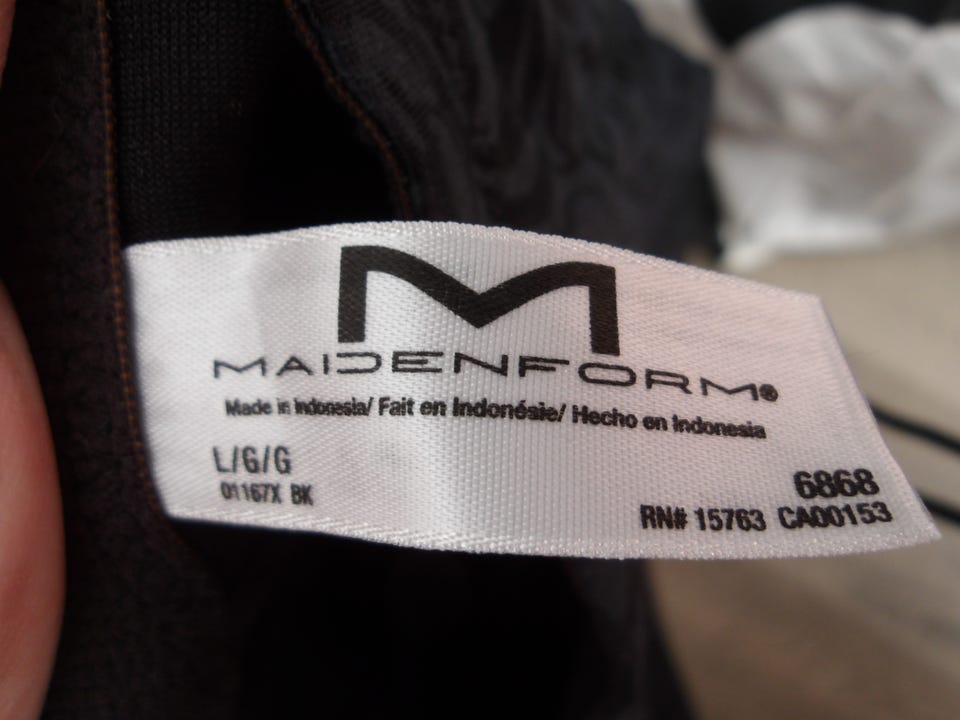 M
MAIDENFORM®
Made in Indonesia/ Fait en Indonésie/ Hecho en Indonesia
L/G/G
01167X BK
6868
RN# 15763 CA00153